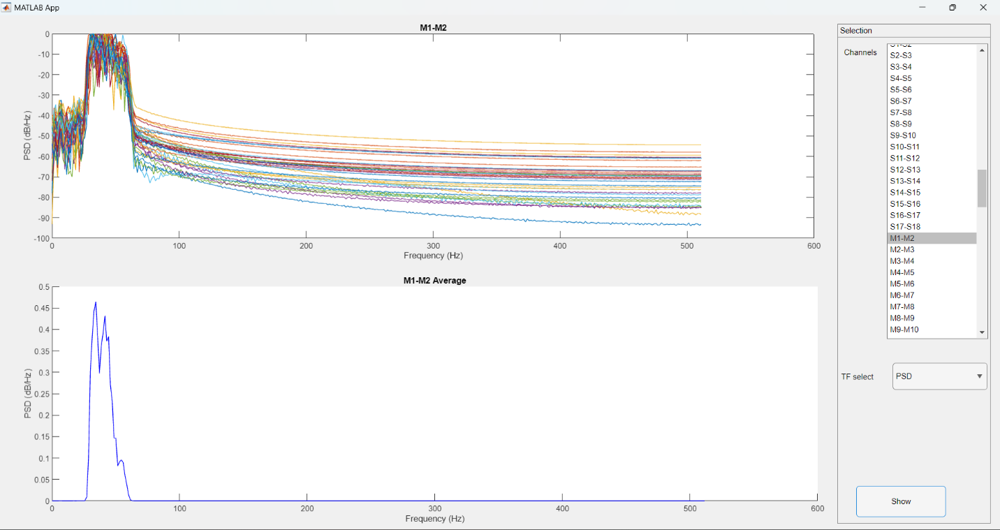 MATLAB App
M1-M2
0
-10
-20
-30
-40
-50
-60
-70
-80
-90
-100
PSD (dB/Hz)
0 100 200 300 400 500 600
Frequency (Hz)
M1-M2 Average
0.5
0.45
0.4
0.35
0.3
0.25
0.2
0.15
0.1
0.05
0
PSD (dB/Hz)
0 100 200 300 400 500 600
Frequency (Hz)
Selection
Channels
S1-S2
S2-S3
S3-S4
S4-S5
S5-S6
S6-S7
S7-S8
S8-S9
S9-S10
S10-S11
S11-S12
S12-S13
S13-S14
S14-S15
S15-S16
S16-S17
S17-S18
M1-M2
M2-M3
M3-M4
M4-M5
M5-M6
M6-M7
M7-M8
M8-M9
M9-M10
TF select
PSD
Show